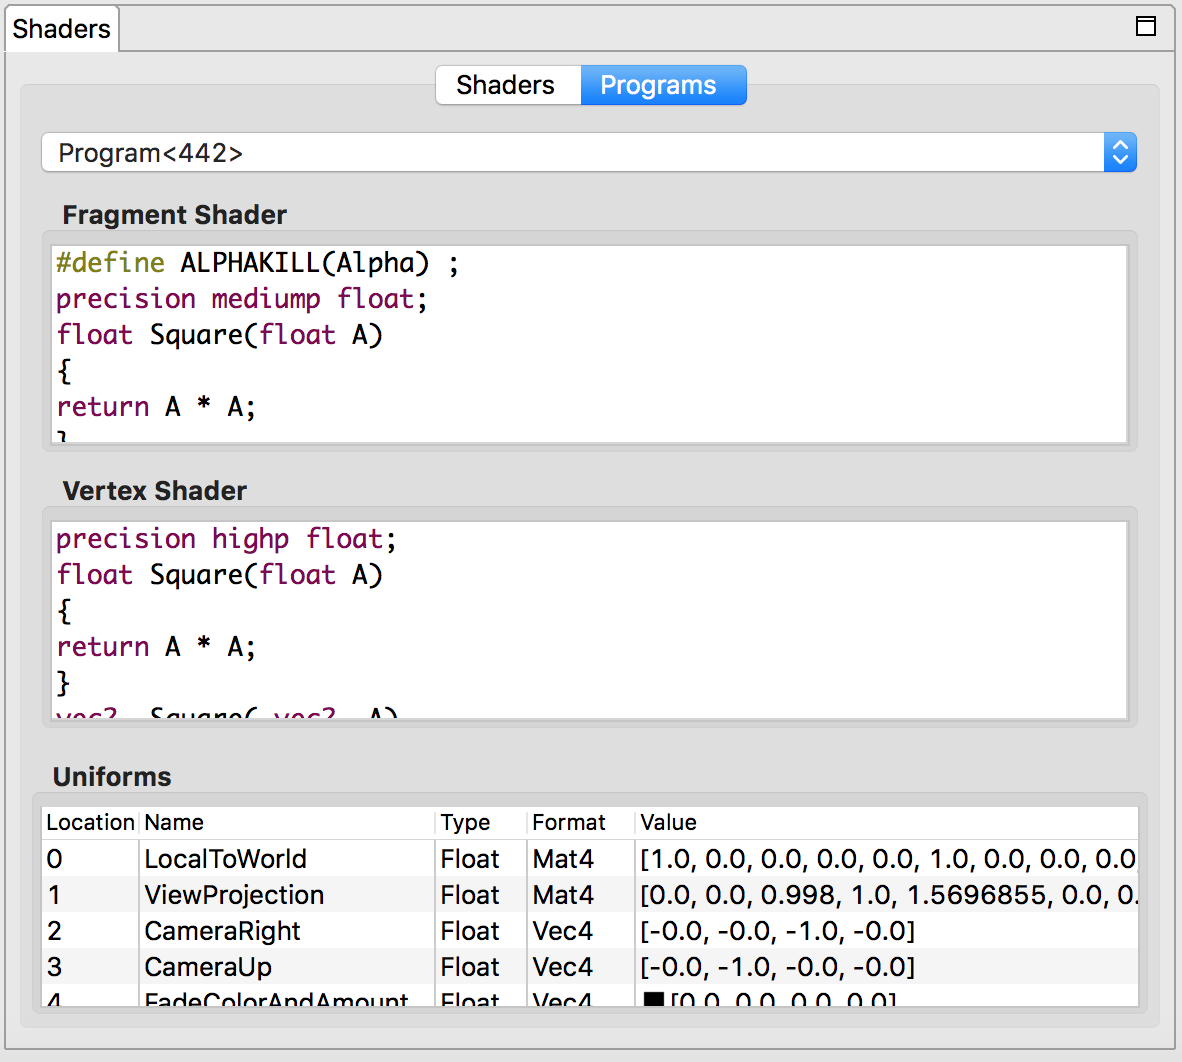 Shaders
Shaders Programs
Program<442>
Fragment Shader
#define ALPHAKILL(Alpha) ;
precision mediump float;
float Square(float A)
{
return A * A;
}
Vertex Shader
precision highp float;
float Square(float A)
{
return A * A;
}
vec2 Square( vec2 A)
Uniforms
Location Name Type Format Value
0 LocalToWorld Float Mat4 [1.0, 0.0, 0.0, 0.0, 0.0, 1.0, 0.0, 0.0, 0.0,
1 ViewProjection Float Mat4 [0.0, 0.0, 0.998, 1.0, 1.5696855, 0.0, 0.
2 CameraRight Float Vec4 [-0.0, -0.0, -1.0, -0.0]
3 CameraUp Float Vec4 [-0.0, -1.0, -0.0, -0.0]
4 FadeColorAndAmount Float Vec4 [0.0, 0.0, 0.0, 0.0]